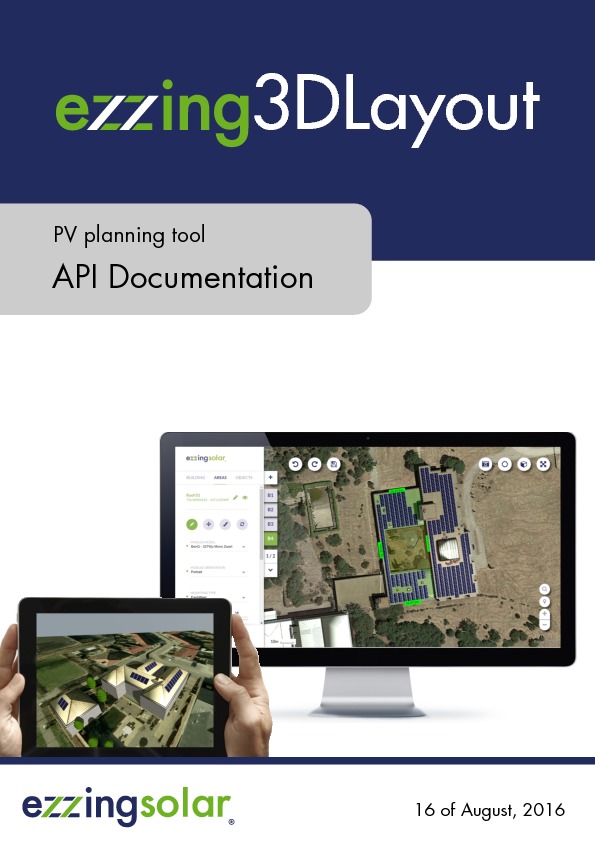 ezzing3DLayout
PV planning tool
API Documentation
ezzingsolar
BUILDING AREAS OBJECTS
B1
B2
B3
B4
1 / 2
ezzingsolar®
16 of August, 2016